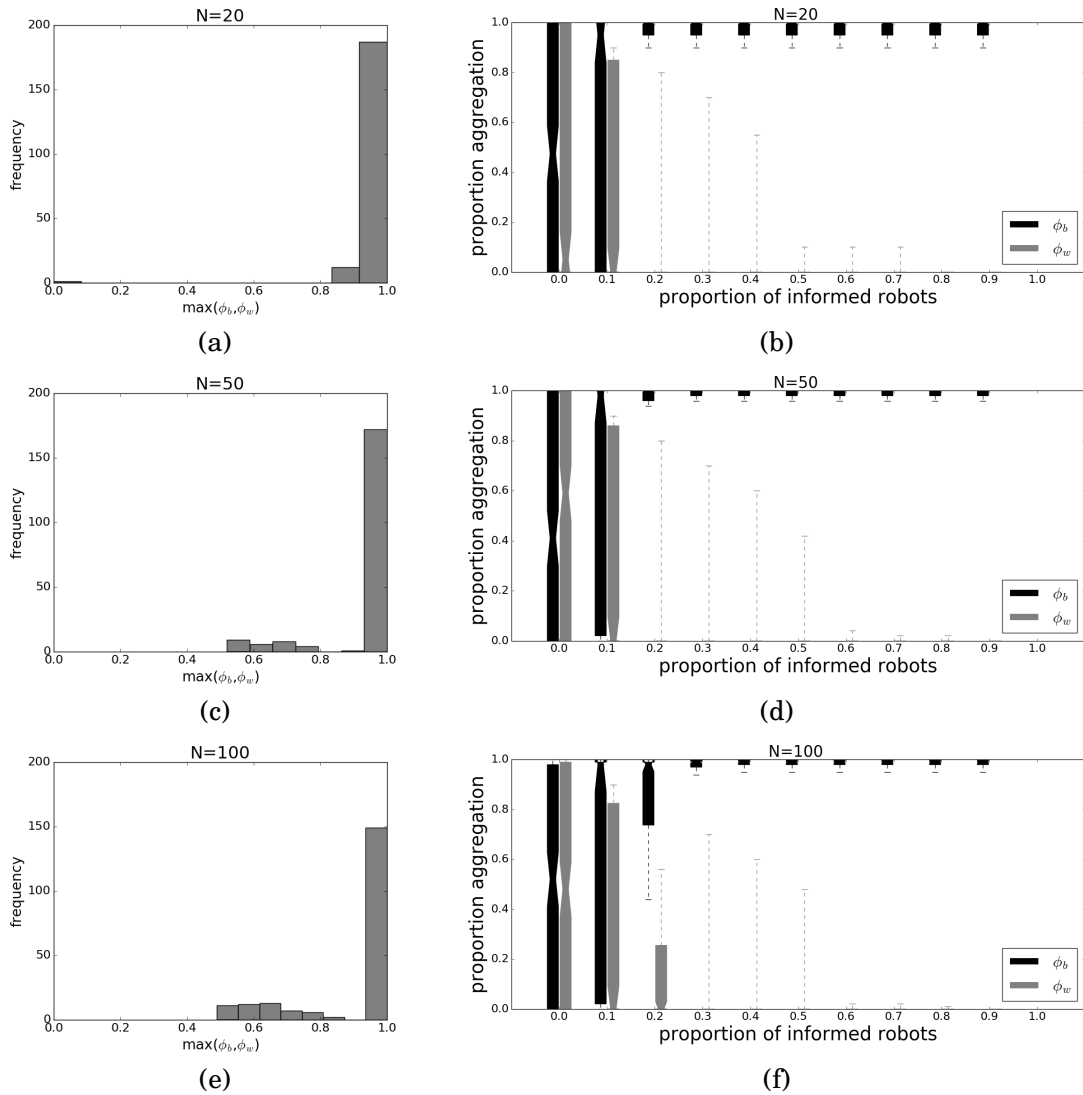 N=20
200
150
100
50
0
frequency
0.0 0.2 0.4 0.6 0.8 1.0
max(ϕb,ϕw)
(a)
N=20
1.0
0.8
0.6
0.4
0.2
0.0
proportion aggregation
ϕb
ϕw
0.0 0.1 0.2 0.3 0.4 0.5 0.6 0.7 0.8 0.9 1.0
proportion of informed robots
(b)
N=50
200
150
100
50
0
frequency
0.0 0.2 0.4 0.6 0.8 1.0
max(ϕb,ϕw)
(c)
N=50
1.0
0.8
0.6
0.4
0.2
0.0
proportion aggregation
ϕb
ϕw
0.0 0.1 0.2 0.3 0.4 0.5 0.6 0.7 0.8 0.9 1.0
proportion of informed robots
(d)
N=100
200
150
100
50
0
frequency
0.0 0.2 0.4 0.6 0.8 1.0
max(ϕb,ϕw)
(e)
N=100
1.0
0.8
0.6
0.4
0.2
0.0
proportion aggregation
ϕb
ϕw
0.0 0.1 0.2 0.3 0.4 0.5 0.6 0.7 0.8 0.9 1.0
proportion of informed robots
(f)